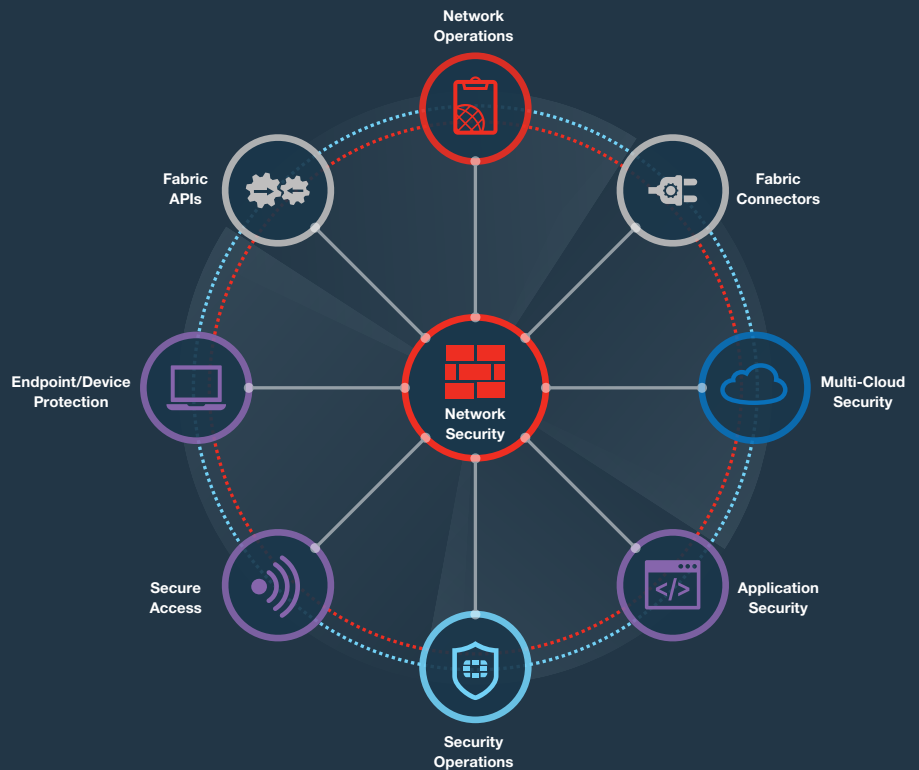 Network
Operations
Fabric
APIs
Fabric
Connectors
Endpoint/Device
Protection
Network
Security
Multi-Cloud
Security
Secure
Access
</>
Application
Security
Security
Operations